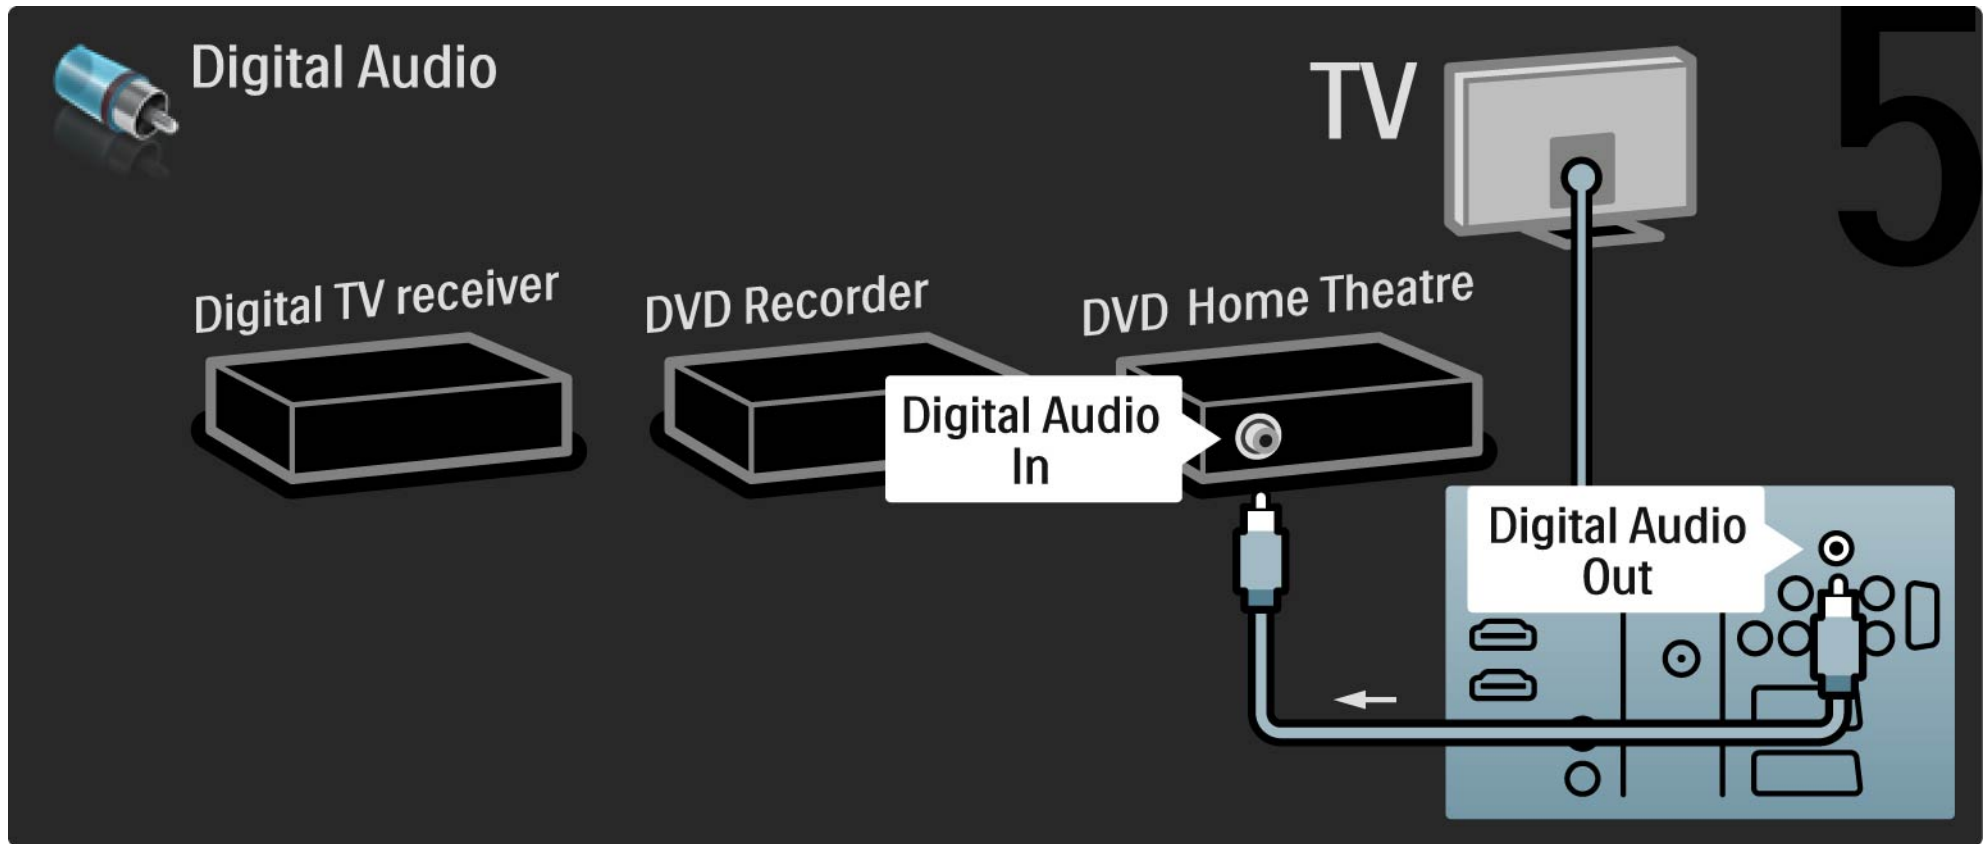 Digital Audio
TV
5
Digital TV receiver
DVD Recorder
DVD Home Theatre
Digital Audio
In
Digital Audio
Out